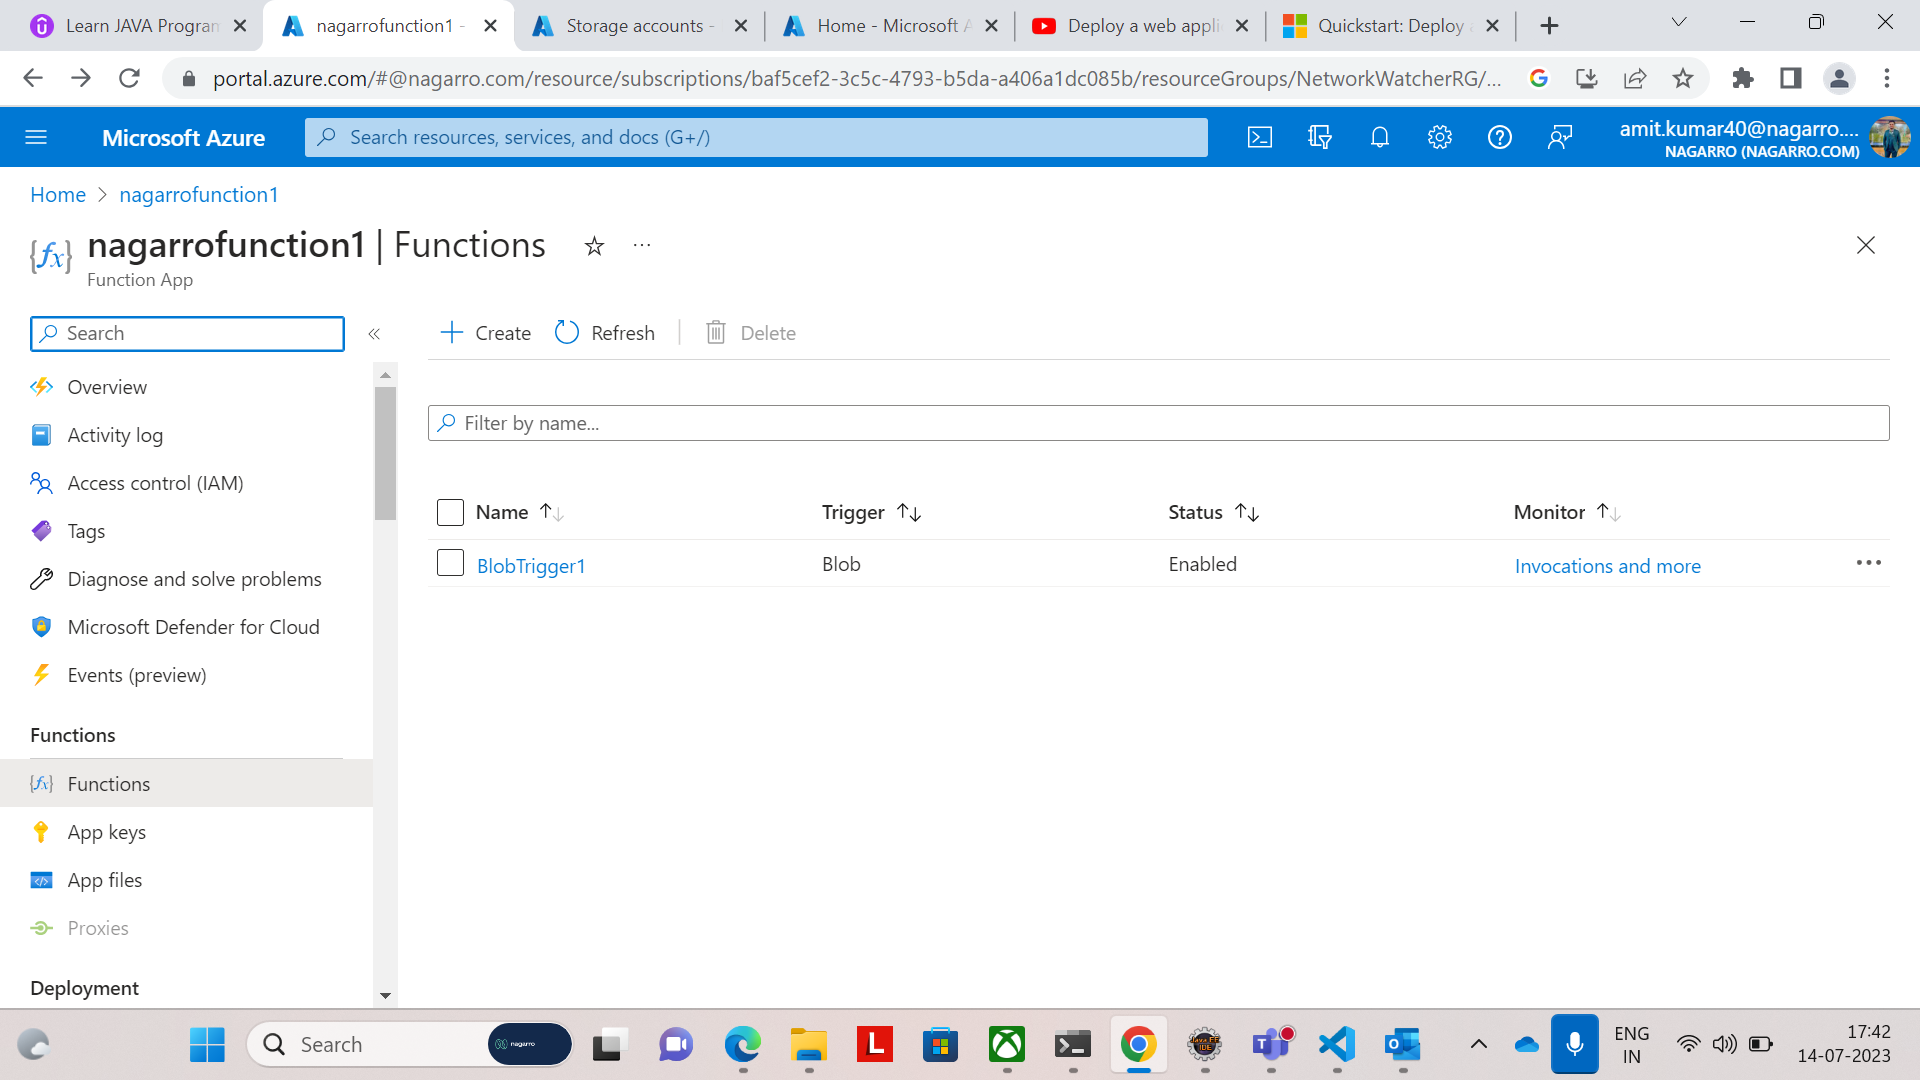 Learn JAVA Program
nagarrofunction1 -
Storage accounts -
Home - Microsoft A
Deploy a web appli
Quickstart: Deploy a
portal.azure.com/#@nagarro.com/resource/subscriptions/baf5cef2-3c5c-4793-b5da-a406a1dc085b/resourceGroups/NetworkWatcherRG/...
Microsoft Azure
Search resources, services, and docs (G+/)
amit.kumar40@nagarro....
NAGARRO (NAGARRO.COM)
Home > nagarrofunction1
nagarrofunction1 | Functions
Function App
Search
Create
Refresh
Delete
Overview
Activity log
Access control (IAM)
Tags
Diagnose and solve problems
Microsoft Defender for Cloud
Events (preview)
Functions
Functions
App keys
App files
Proxies
Deployment
Filter by name...
Name
Trigger
Status
Monitor
BlobTrigger1
Blob
Enabled
Invocations and more
Search
nagarro
ENG
IN
17:42
14-07-2023